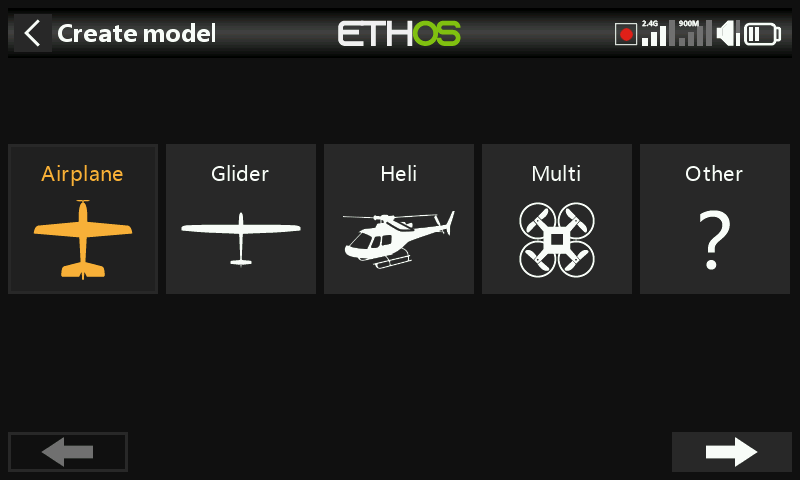 Create model
ETHOS
2.4G
900M
Airplane
Glider
Heli
Multi
Other
?